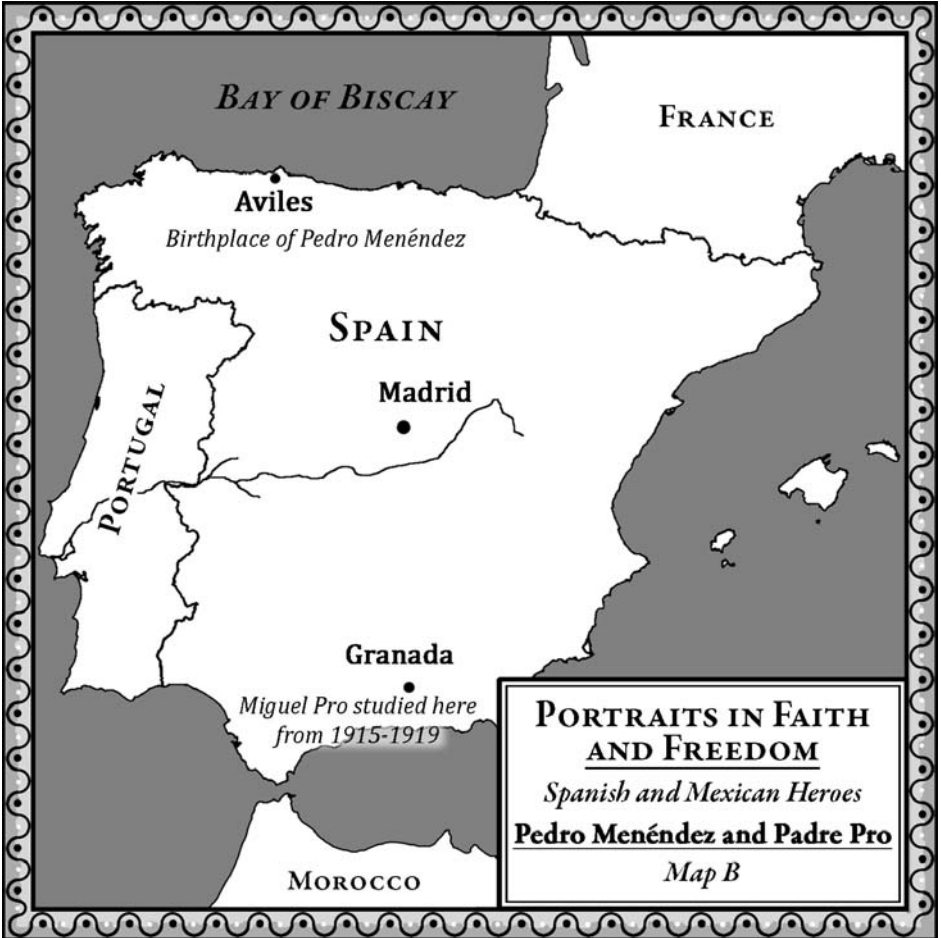 BAY OF BISCAY
FRANCE
Aviles
Birthplace of Pedro Menéndez
SPAIN
Madrid
PORTUGAL
Granada
Miguel Pro studied here
from 1915-1919
MOROCCO
PORTRAITS IN FAITH
AND FREEDOM
Spanish and Mexican Heroes
Pedro Menéndez and Padre Pro
Map B